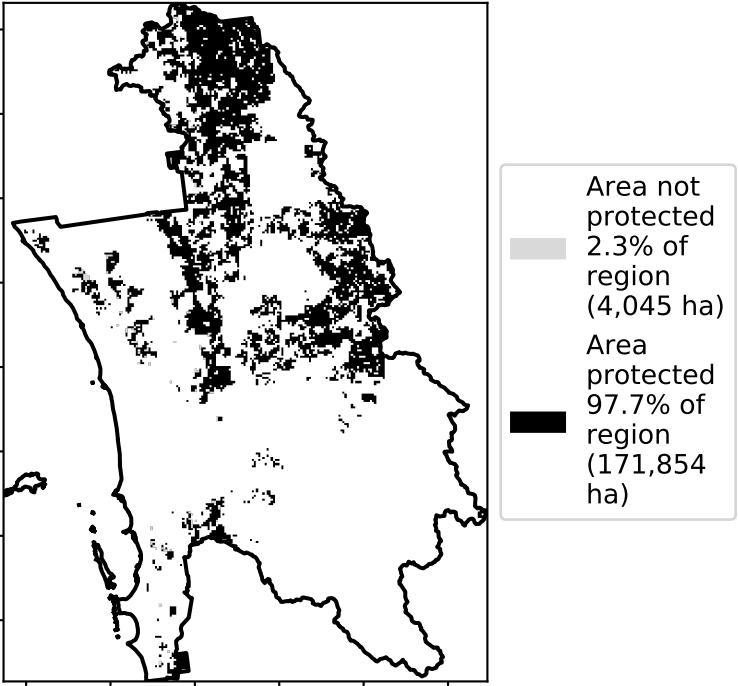 Area not
protected
2.3% of
region
(4,045 ha)
Area
protected
97.7% of
region
(171,854
ha)